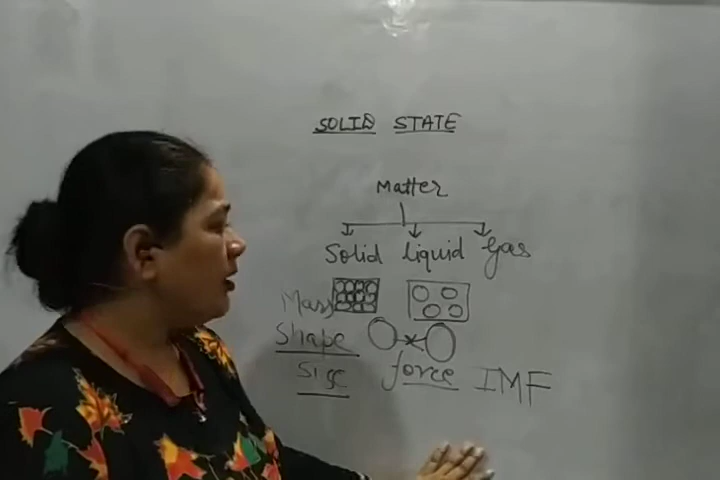 SOLID STATE
Matter
Solid liquid Gas
Mass
Shape
Size force IMF